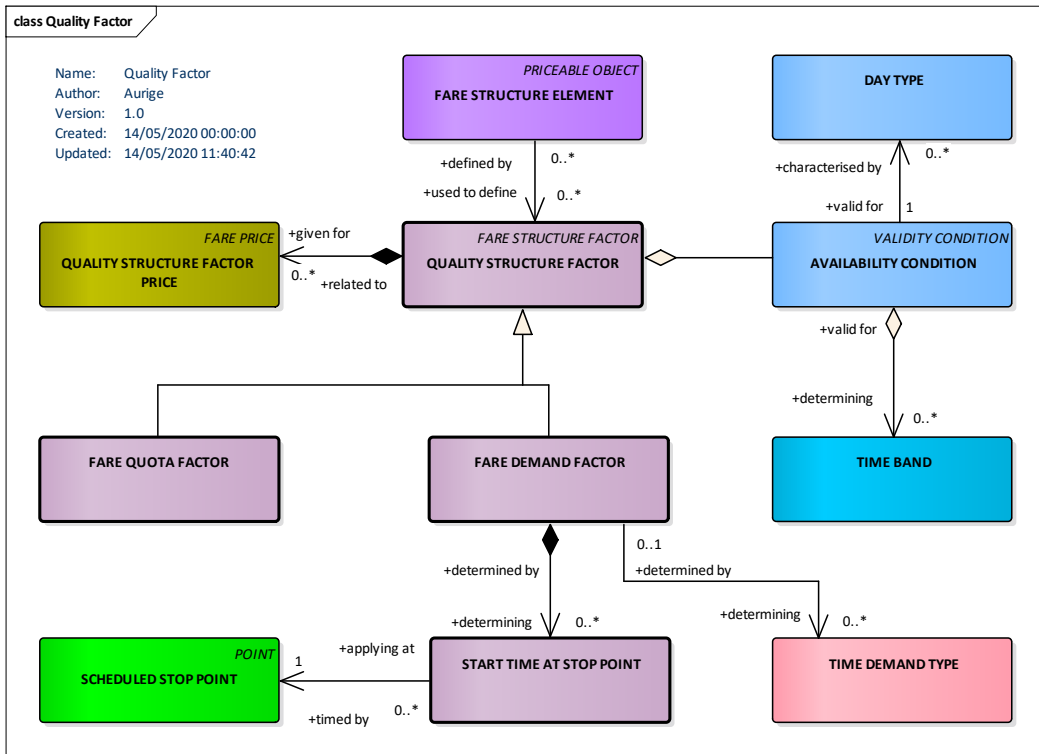 class Quality Factor
Name: Quality Factor
Author: Aurige
Version: 1.0
Created: 14/05/2020 00:00:00
Updated: 14/05/2020 11:40:42
PRICEABLE OBJECT
FARE STRUCTURE ELEMENT
DAY TYPE
+defined by
0..*
+used to define
0..*
+characterised by
0..*
+valid for
1
FARE PRICE
QUALITY STRUCTURE FACTOR
PRICE
+given for
0..*
+related to
FARE STRUCTURE FACTOR
QUALITY STRUCTURE FACTOR
VALIDITY CONDITION
AVAILABILITY CONDITION
+valid for
+determining
0..*
FARE QUOTA FACTOR
FARE DEMAND FACTOR
TIME BAND
+determined by
0..1
+determined by
+determining
0..*
+determining
0..*
POINT
SCHEDULED STOP POINT
1
+applying at
+timed by
0..*
START TIME AT STOP POINT
TIME DEMAND TYPE